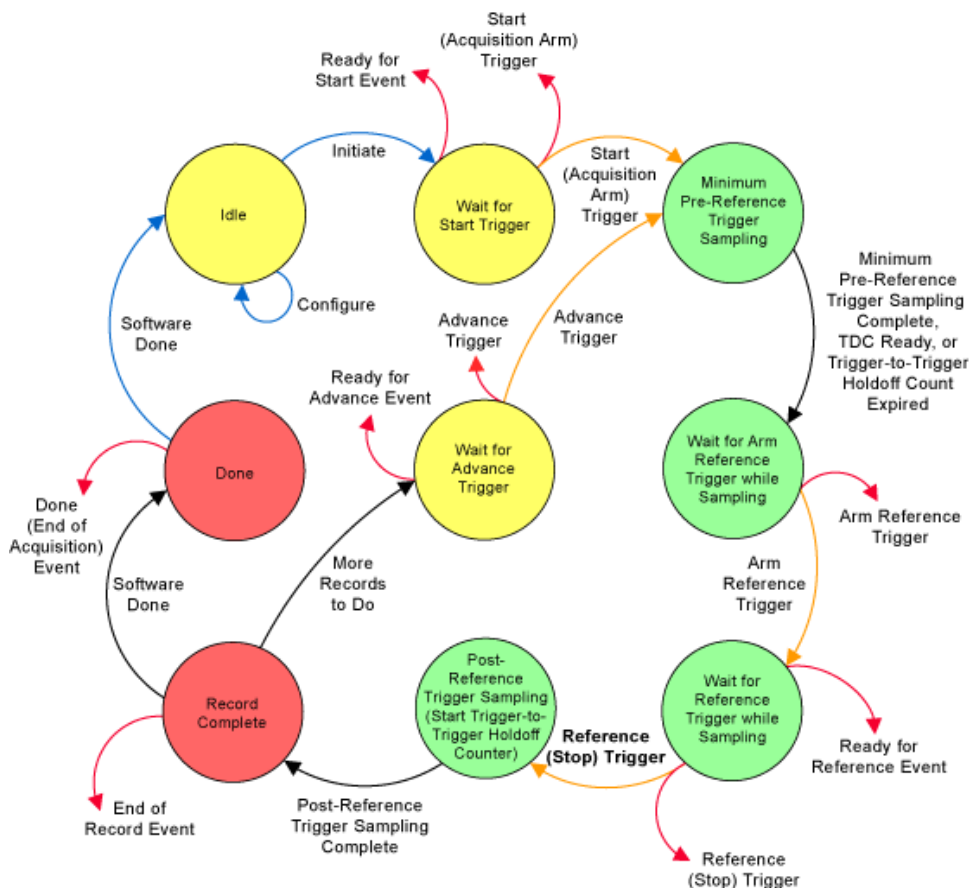 Start
(Acquisition Arm)
Trigger
Ready for
Start Event
Initiate
Start
(Acquisition
Arm)
Trigger
Idle
Wait for
Start Trigger
Minimum
Pre-Reference
Trigger
Sampling
Configure
Minimum
Pre-Reference
Trigger Sampling
Complete,
TDC Ready, or
Trigger-to-Trigger
Holdoff Count
Expired
Software
Done
Advance
Trigger
Advance
Trigger
Ready for
Advance Event
Done
Wait for
Advance
Trigger
Wait for Arm
Reference
Trigger while
Sampling
Done
(End of
Acquisition)
Event
Arm Reference
Trigger
Software
Done
More
Records
to Do
Arm
Reference
Trigger
Record
Complete
Post-
Reference
Trigger Sampling
(Start Trigger-to-
Trigger Holdoff
Counter)
Reference
(Stop) Trigger
Wait for
Reference
Trigger while
Sampling
Ready for
Reference Event
End of
Record Event
Post-Reference
Trigger Sampling
Complete
Reference
(Stop) Trigger